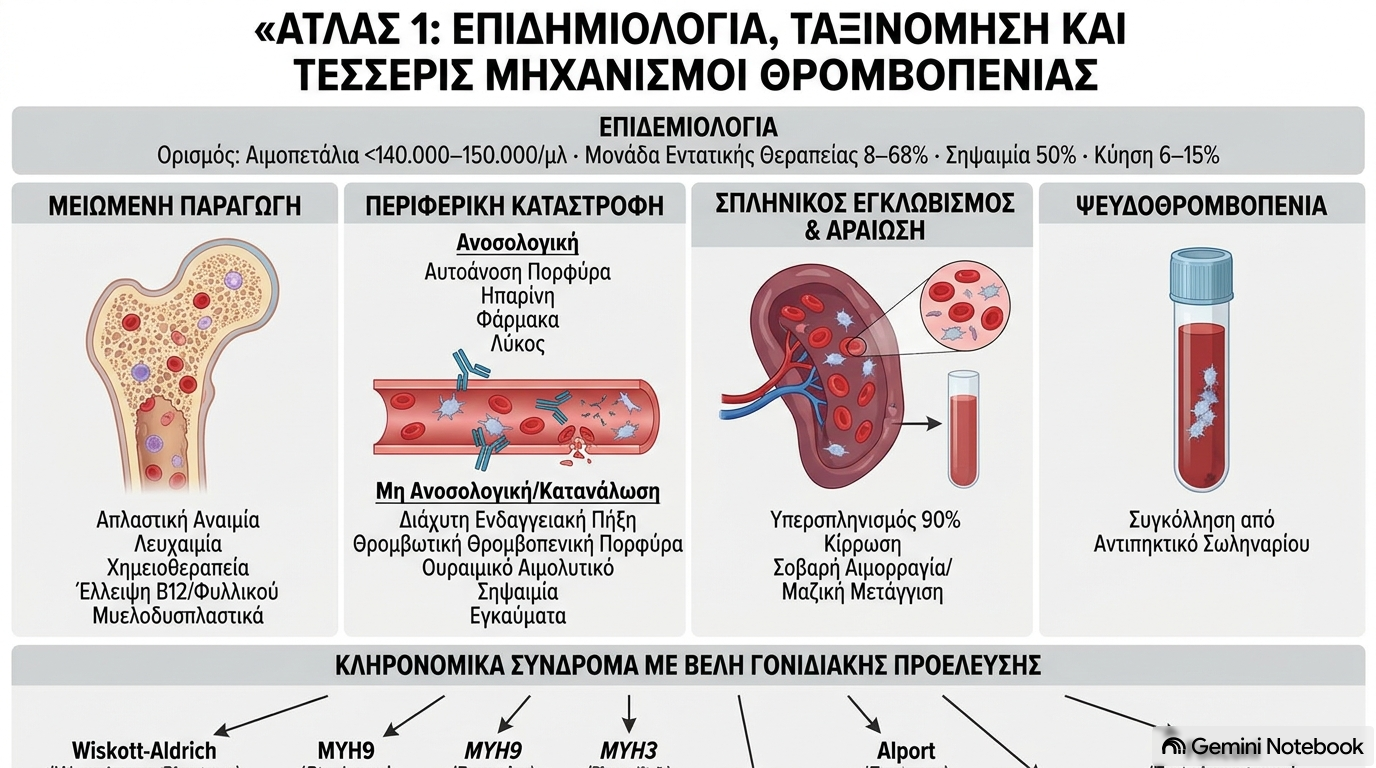 «ΑΤΛΑΣ 1: ΕΠΙΔΗΜΙΟΛΟΓΙΑ, ΤΑΞΙΝΟΜΗΣΗ ΚΑΙ
ΤΕΣΣΕΡΙΣ ΜΗΧΑΝΙΣΜΟΙ ΘΡΟΜΒΟΠΕΝΙΑΣ
ΕΠΙΔΕΜΙΟΛΟΓΙΑ
Ορισμός: Αιμοπετάλια <140.000–150.000/μλ · Μονάδα Εντατικής Θεραπείας 8–68% · Σηψαιμία 50% · Κύηση 6–15%
ΜΕΙΩΜΕΝΗ ΠΑΡΑΓΩΓΗ
Απλαστική Αναιμία
Λευχαιμία
Χημειοθεραπεία
Έλλειψη B12/Φυλλικού
Μυελοδυσπλαστικά
ΠΕΡΙΦΕΡΙΚΗ ΚΑΤΑΣΤΡΟΦΗ
Ανοσολογική
Αυτοάνοση Πορφύρα
Ηπαρίνη
Φάρμακα
Λύκος
Μη Ανοσολογική/Κατανάλωση
Διάχυτη Ενδαγγειακή Πήξη
Θρομβωτική Θρομβοπενική Πορφύρα
Ουραιμικό Αιμολυτικό
Σηψαιμία
Εγκαύματα
ΣΠΛΗΝΙΚΟΣ ΕΓΚΛΩΒΙΣΜΟΣ
& ΑΡΑΙΩΣΗ
Υπερσπληνισμός 90%
Κίρρωση
Σοβαρή Αιμορραγία/
Μαζική Μετάγγιση
ΨΕΥΔΟΘΡΟΜΒΟΠΕΝΙΑ
Συγκόλληση από
Αντιπηκτικό Σωληναρίου
ΚΛΗΡΟΝΟΜΙΚΑ ΣΥΝΔΡΟΜΑ ΜΕ ΒΕΛΗ ΓΟΝΙΔΙΑΚΗΣ ΠΡΟΕΛΕΥΣΗΣ
Wiskott-Aldrich
MYH9
MYH9
MYH3
Alport
Gemini Notebook